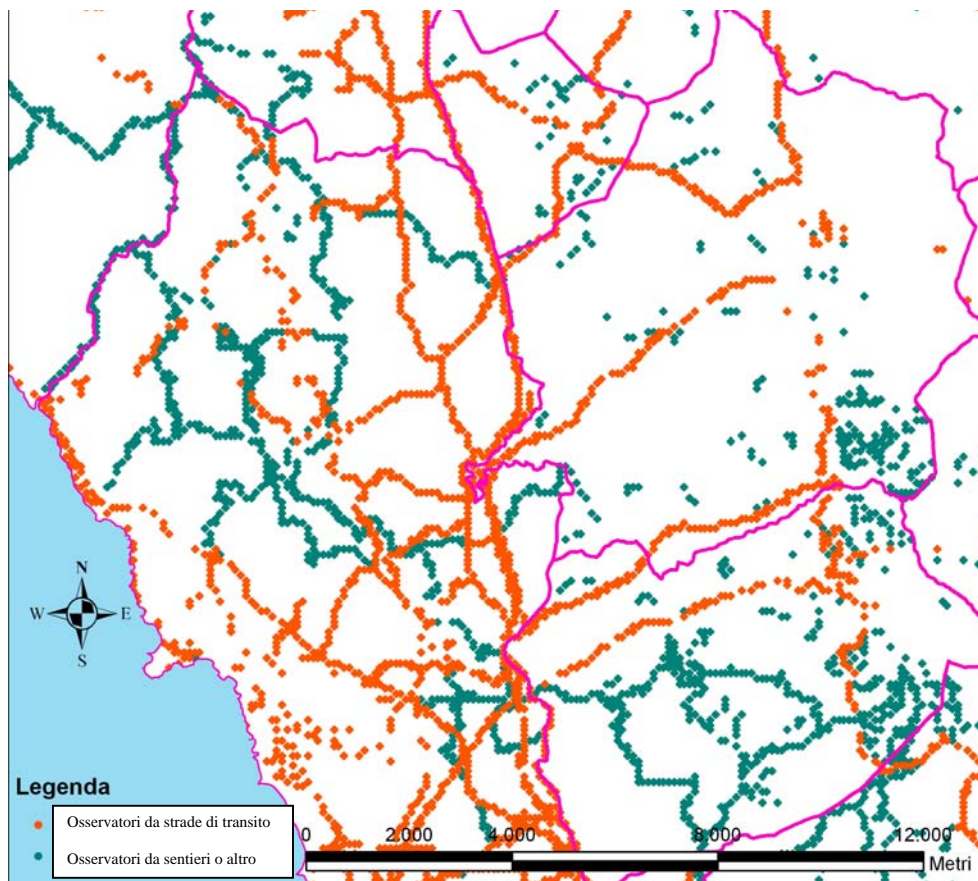 N
W E
S
Legenda
Osservatori da strade di transito
Osservatori da sentieri o altro
0 2.000 4.000 8.000 12.000
Metri